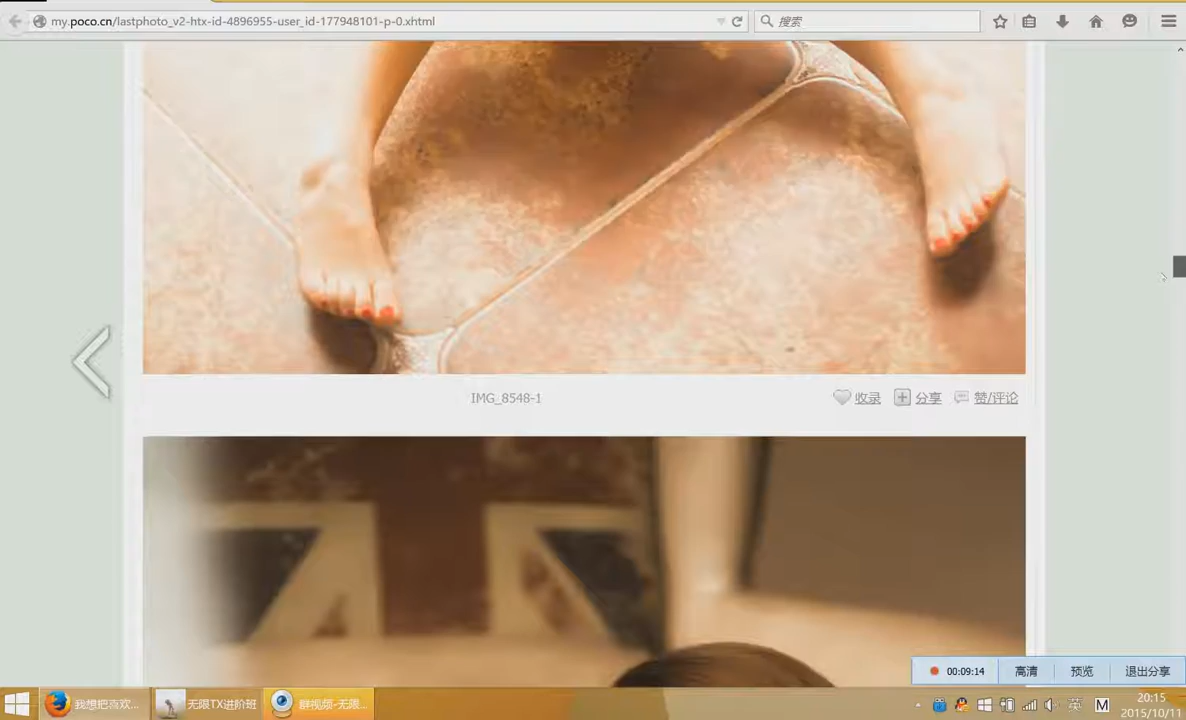 my.poco.cn/lastphoto_v2-htx-id-4896955-user_id-177948101-p-0.xhtml
搜索
IMG_8548-1
收录 分享 赞/评论
00:09:14 高清 预览 退出分享
我想把喜欢... 无限TX进阶班 群视频-无限...
英 M
20:15
2015/10/11